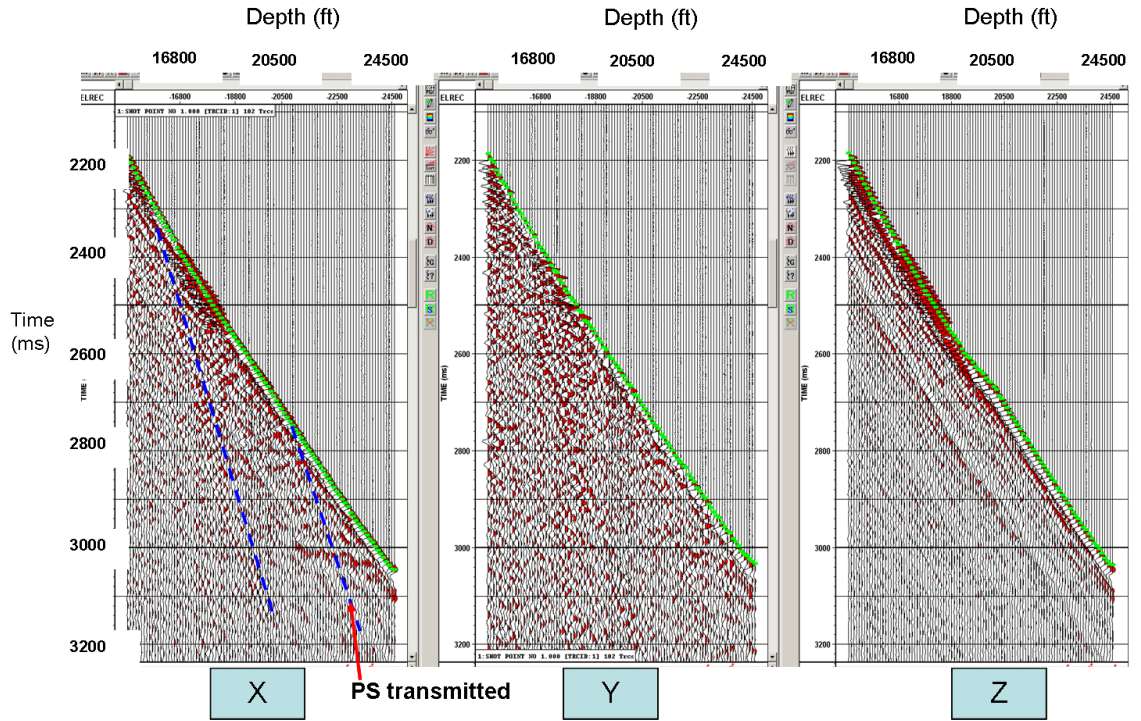 Depth (ft) Depth (ft) Depth (ft)
16800 20500 24500 16800 20500 24500 16800 20500 24500
ELREC -16800 -18800 20500 22500 24500
1:SHOT POINT NO 1.000 [TRCID:1] 102 Trcs
ELREC -16800 -18800 20500 22500 24500
ELREC 16800 18800 20500 22500 24500
2200
2400
2600
2800
3000
3200
Time
(ms)
TIME
2200
2400
2600
TIME (ms)
2800
3000
3200
1:SHOT POINT NO 1.000 [TRCID:1] 102 Trcs
N
D
R
S
2200
2400
2600
TIME (ms)
2800
3000
3200
N
D
R
S
X
PS transmitted
Y
Z